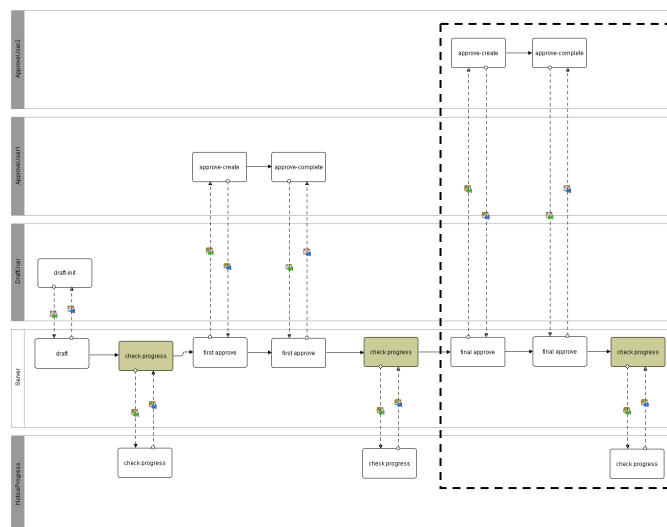 ApproveUser2
approve-create
approve-complete
ApproveUser1
approve-create
approve-complete
DraftUser
draft-init
Server
draft
check progress
first approve
first approve
check progress
final approve
final approve
check progress
NoticeProgress
check progress
check progress
check progress